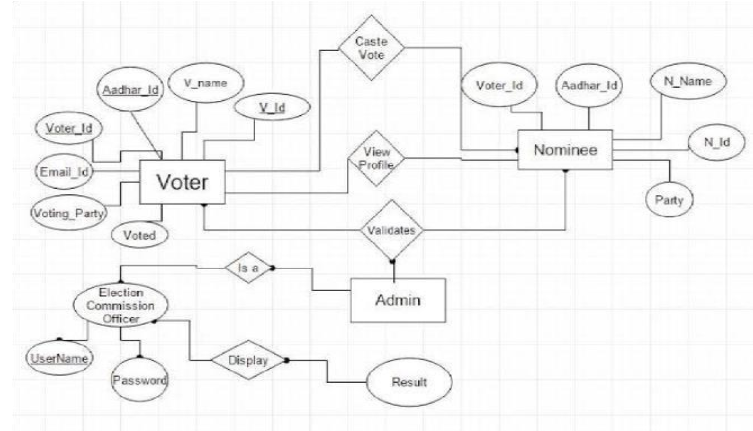 Caste
Vote
Aadhar_Id
V_name
V_Id
Voter_Id
Email_Id
Voting_Party
Voted
Voter
View
Profile
Voter_Id
Aadhar_Id
N_Name
N_Id
Party
Nominee
Validates
Is a
Admin
Election
Commission
Officer
UserName
Password
Display
Result